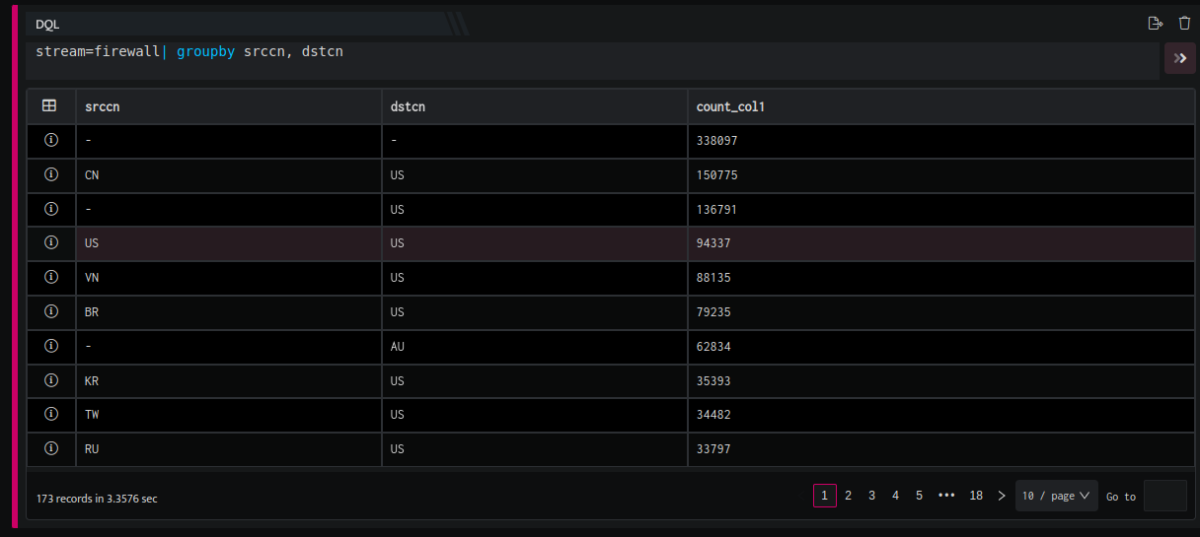 DQL
stream=firewall| groupby srccn, dstcn
srccn dstcn count_col1
- - 338097
CN US 150775
- US 136791
US US 94337
VN US 88135
BR US 79235
- AU 62834
KR US 35393
TW US 34482
RU US 33797
173 records in 3.3576 sec 1 2 3 4 5 ••• 18 > 10 / page Go to